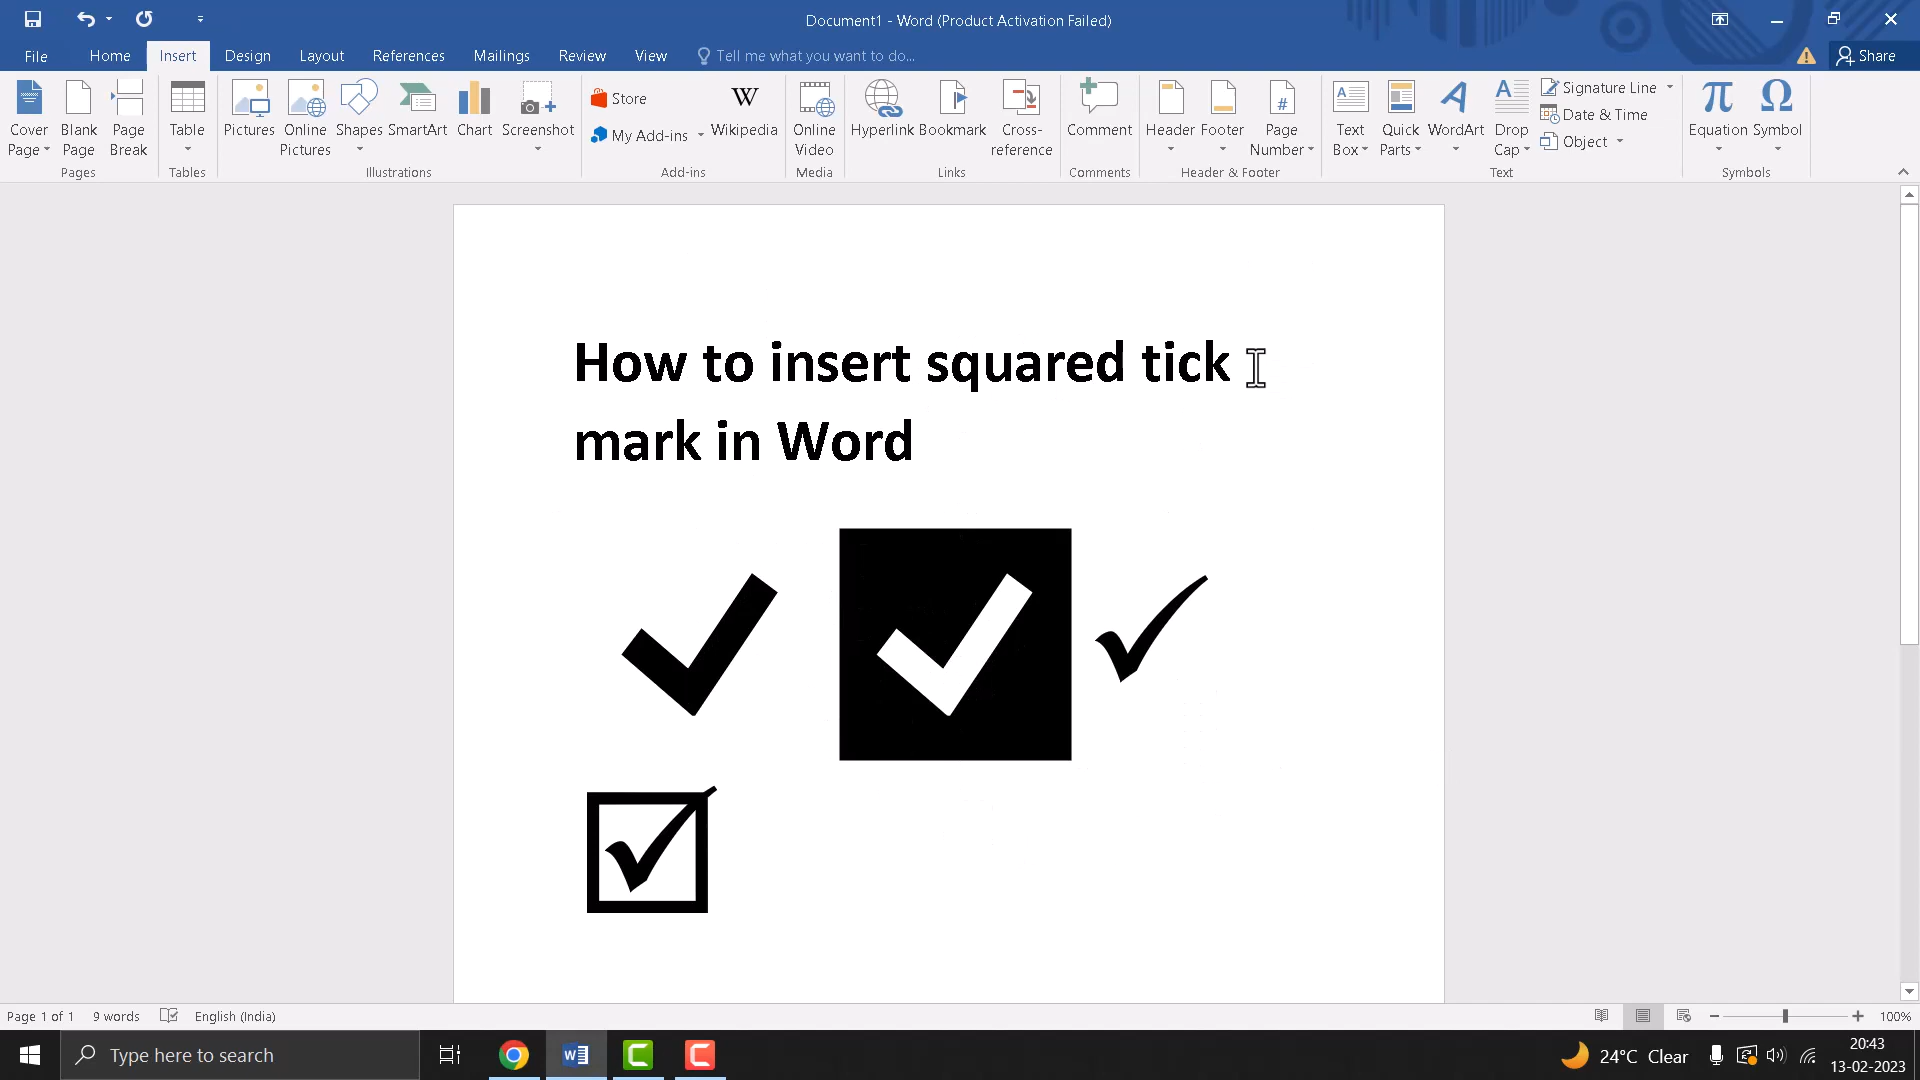 Document1 - Word (Product Activation Failed)
File Home Insert Design Layout References Mailings Review View Tell me what you want to do... Share
Cover Page
Blank Page
Page Break
Pages
Table
Tables
Pictures
Online Pictures
Shapes
SmartArt
Chart
Screenshot
Illustrations
Store
My Add-ins
W
Wikipedia
Add-ins
Online Video
Media
Hyperlink
Bookmark
Cross-
reference
Links
Comment
Comments
Header
Footer
#
Page Number
Header & Footer
A
Text Box
Quick Parts
A
WordArt
A
Drop Cap
Signature Line
Date & Time
Object
Text
π
Equation
Ω
Symbol
Symbols
How to insert squared tick
mark in Word
Page 1 of 1 9 words English (India) 100%
Type here to search
24°C Clear
20:43
13-02-2023